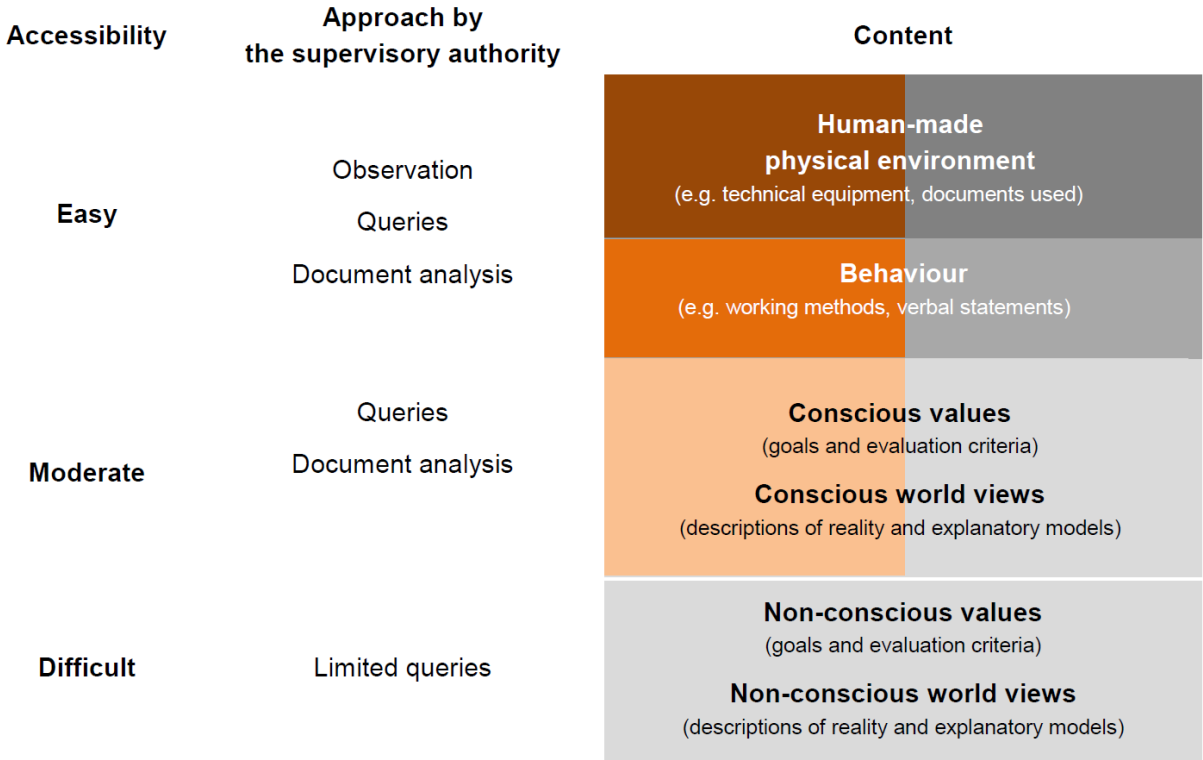 Accessibility
Approach by
the supervisory authority
Content
Easy
Observation
Queries
Document analysis
Human-made
physical environment
(e.g. technical equipment, documents used)
Behaviour
(e.g. working methods, verbal statements)
Moderate
Queries
Document analysis
Conscious values
(goals and evaluation criteria)
Conscious world views
(descriptions of reality and explanatory models)
Difficult
Limited queries
Non-conscious values
(goals and evaluation criteria)
Non-conscious world views
(descriptions of reality and explanatory models)